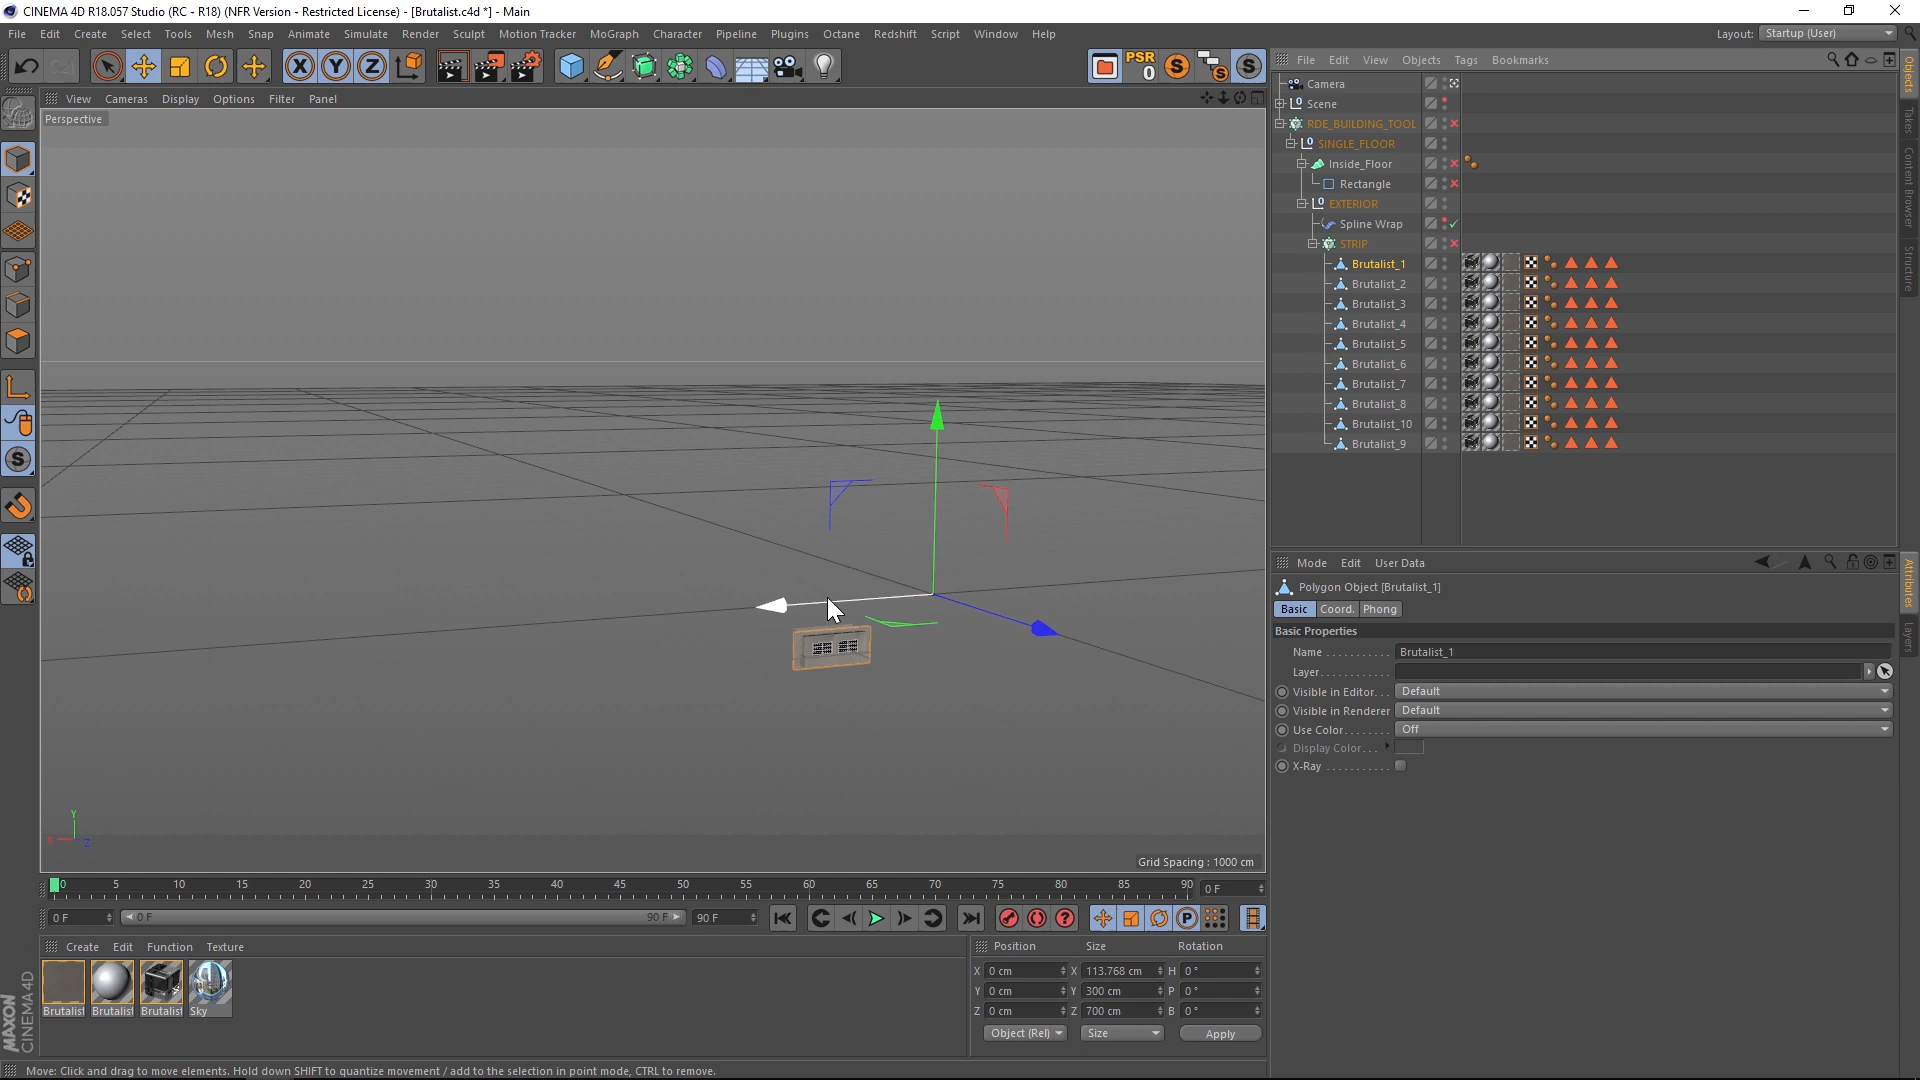 CINEMA 4D R18.057 Studio (RC - R18) (NFR Version - Restricted License) - [Brutalist.c4d *] - Main
File Edit Create Select Tools Mesh Snap Animate Simulate Render Sculpt Motion Tracker MoGraph Character Pipeline Plugins Octane Redshift Script Window Help
Layout: Startup (User)
X Y Z
PSR
0
View Cameras Display Options Filter Panel
Perspective
Grid Spacing : 1000 cm
Y
Z
File Edit View Objects Tags Bookmarks
Camera
Scene
RDE_BUILDING_TOOL
SINGLE_FLOOR
Inside_Floor
Rectangle
EXTERIOR
Spline Wrap
STRIP
Brutalist_1
Brutalist_2
Brutalist_3
Brutalist_4
Brutalist_5
Brutalist_6
Brutalist_7
Brutalist_8
Brutalist_10
Brutalist_9
Objects
Takes
Content Browser
Structure
Mode Edit User Data
Polygon Object [Brutalist_1]
Basic Coord. Phong
Basic Properties
Name Brutalist_1
Layer
Visible in Editor Default
Visible in Renderer Default
Use Color Off
Display Color
X-Ray
Attributes
Layers
0 5 10 15 20 25 30 35 40 45 50 55 60 65 70 75 80 85 90
0 F
0 F 0 F 90 F 90 F
Create Edit Function Texture
Brutalist Brutalist Brutalist Sky
Position Size Rotation
X 0 cm X 113.768 cm H 0 °
Y 0 cm Y 300 cm P 0 °
Z 0 cm Z 700 cm B 0 °
Object (Rel) Size Apply
MAXON
CINEMA 4D
Move: Click and drag to move elements. Hold down SHIFT to quantize movement / add to the selection in point mode, CTRL to remove.